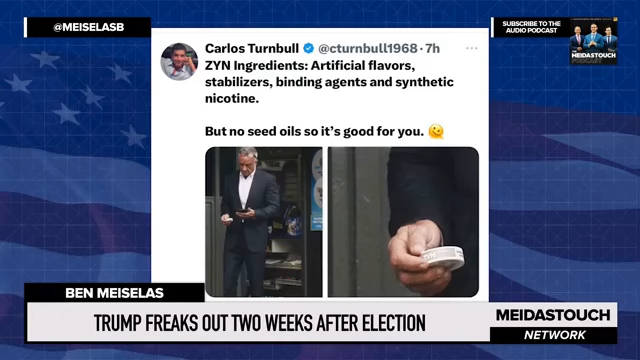 @MEISELASB
SUBSCRIBE TO THE
AUDIO PODCAST
MEIDASTOUCH
PODCAST
Carlos Turnbull @cturnbull1968·7h
ZYN Ingredients: Artificial flavors,
stabilizers, binding agents and synthetic
nicotine.
But no seed oils so it's good for you. 🫠
BEN MEISELAS
TRUMP FREAKS OUT TWO WEEKS AFTER ELECTION
MEIDASTOUCH
NETWORK